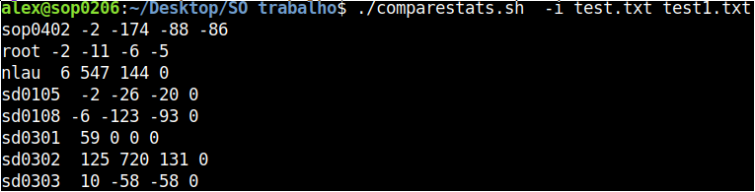 alex@sop0206:~/Desktop/SO trabalho$ ./comparestats.sh  -i test.txt test1.txt
sop0402 -2 -174 -88 -86
root -2 -11 -6 -5
nlau  6 547 144 0
sd0105  -2 -26 -20 0
sd0108 -6 -123 -93 0
sd0301  59 0 0 0
sd0302  125 720 131 0
sd0303  10 -58 -58 0